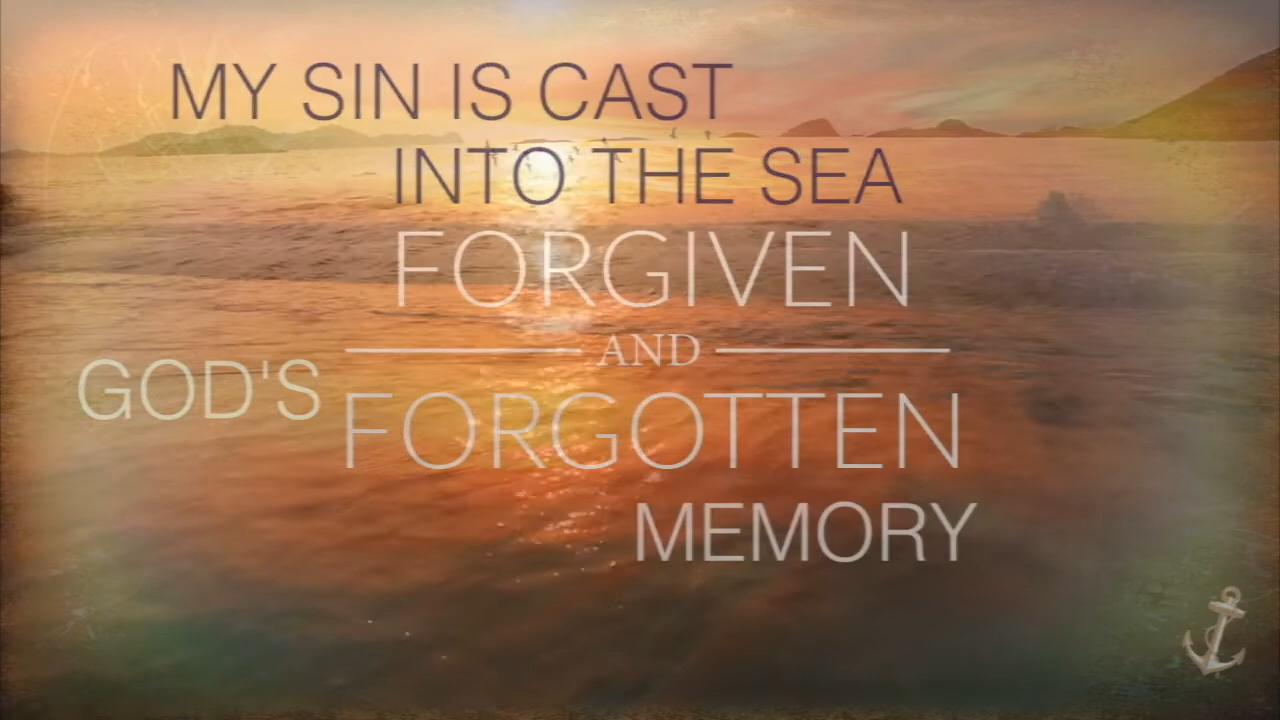 MY SIN IS CAST
INTO THE SEA
FORGIVEN
AND
GOD'S
FORGOTTEN
MEMORY